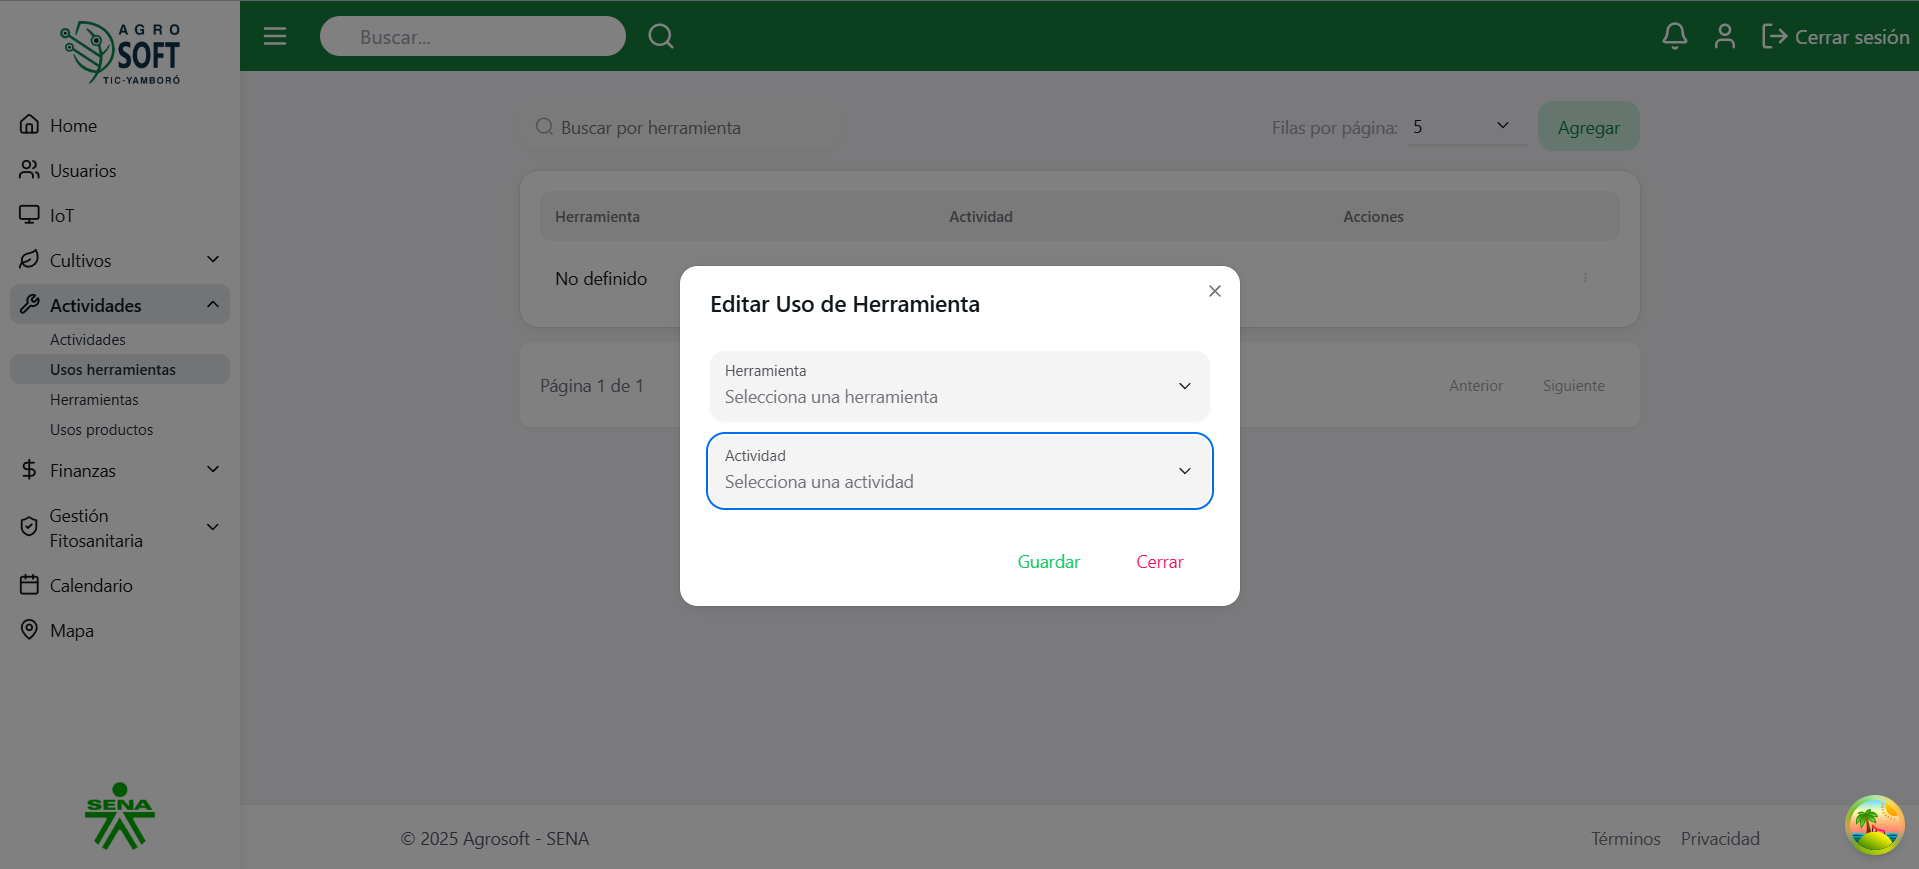 AGRO
SOFT
TIC-YAMBORÓ
Buscar...
Cerrar sesión
Home
Usuarios
IoT
Cultivos
Actividades
Actividades
Usos herramientas
Herramientas
Usos productos
Finanzas
Gestión
Fitosanitaria
Calendario
Mapa
SENA
Buscar por herramienta
Filas por página: 5
Agregar
Herramienta Actividad Acciones
No definido
Página 1 de 1
Anterior Siguiente
Editar Uso de Herramienta
Herramienta
Selecciona una herramienta
Actividad
Selecciona una actividad
Guardar Cerrar
© 2025 Agrosoft - SENA
Términos Privacidad